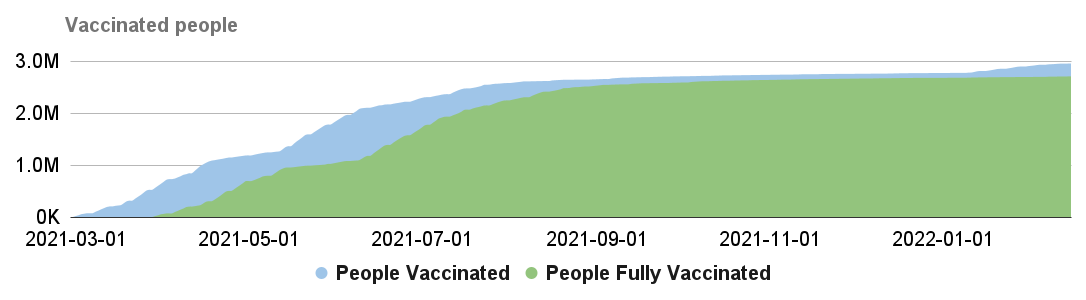 Vaccinated people
3.0M
2.0M
1.0M
0K
2021-03-01 2021-05-01 2021-07-01 2021-09-01 2021-11-01 2022-01-01
People Vaccinated People Fully Vaccinated